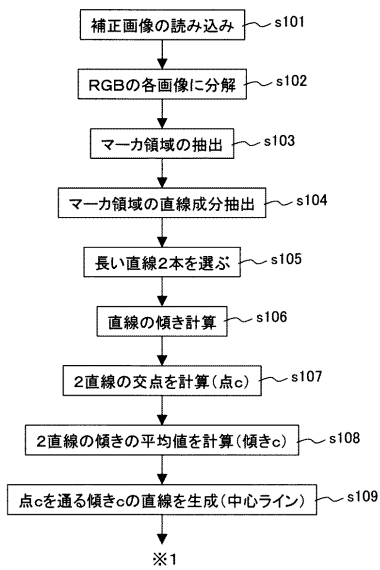 補正画像の読み込み s101
RGBの各画像に分解 s102
マーカ領域の抽出 s103
マーカ領域の直線成分抽出 s104
長い直線2本を選ぶ s105
直線の傾き計算 s106
2直線の交点を計算(点c) s107
2直線の傾きの平均値を計算(傾きc) s108
点cを通る傾きcの直線を生成(中心ライン) s109
※1